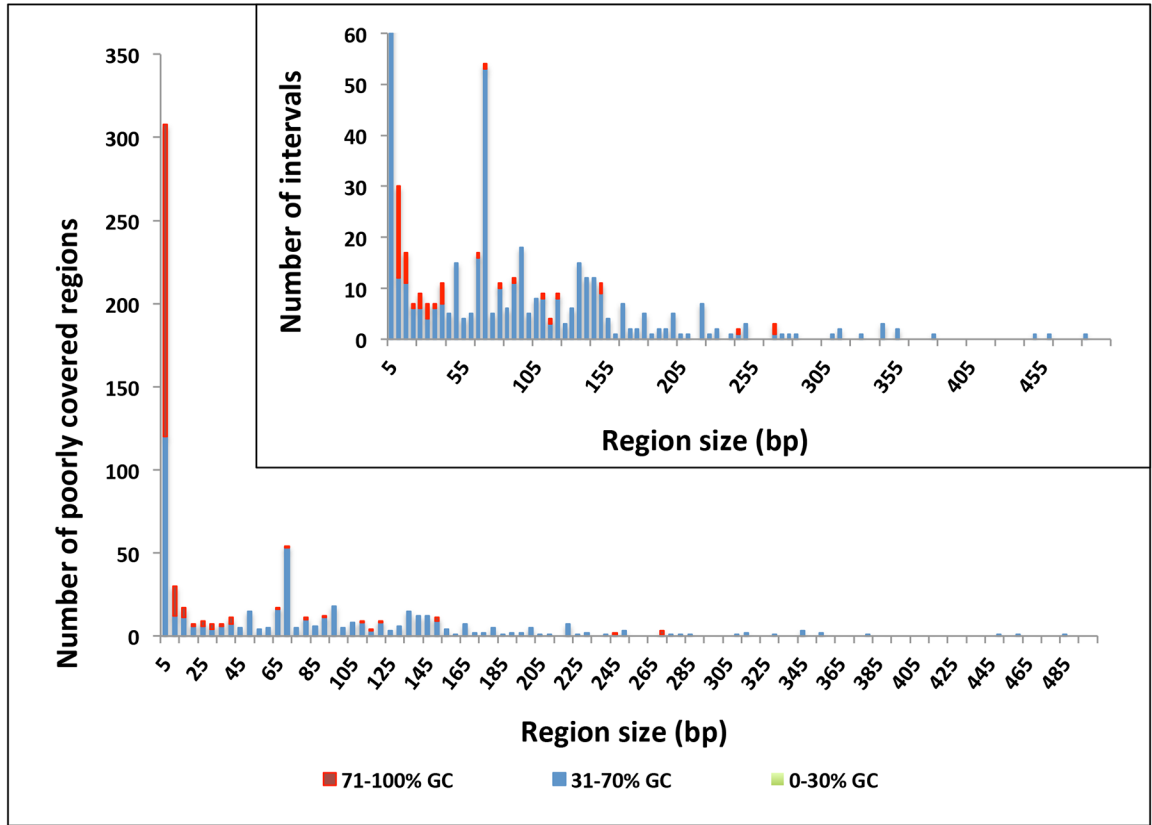 60
50
40
30
20
10
0
Number of intervals
5 55 105 155 205 255 305 355 405 455
Region size (bp)
350
300
250
200
150
100
50
0
Number of poorly covered regions
5 25 45 65 85 105 125 145 165 185 205 225 245 265 285 305 325 345 365 385 405 425 445 465 485
Region size (bp)
71-100% GC 31-70% GC 0-30% GC